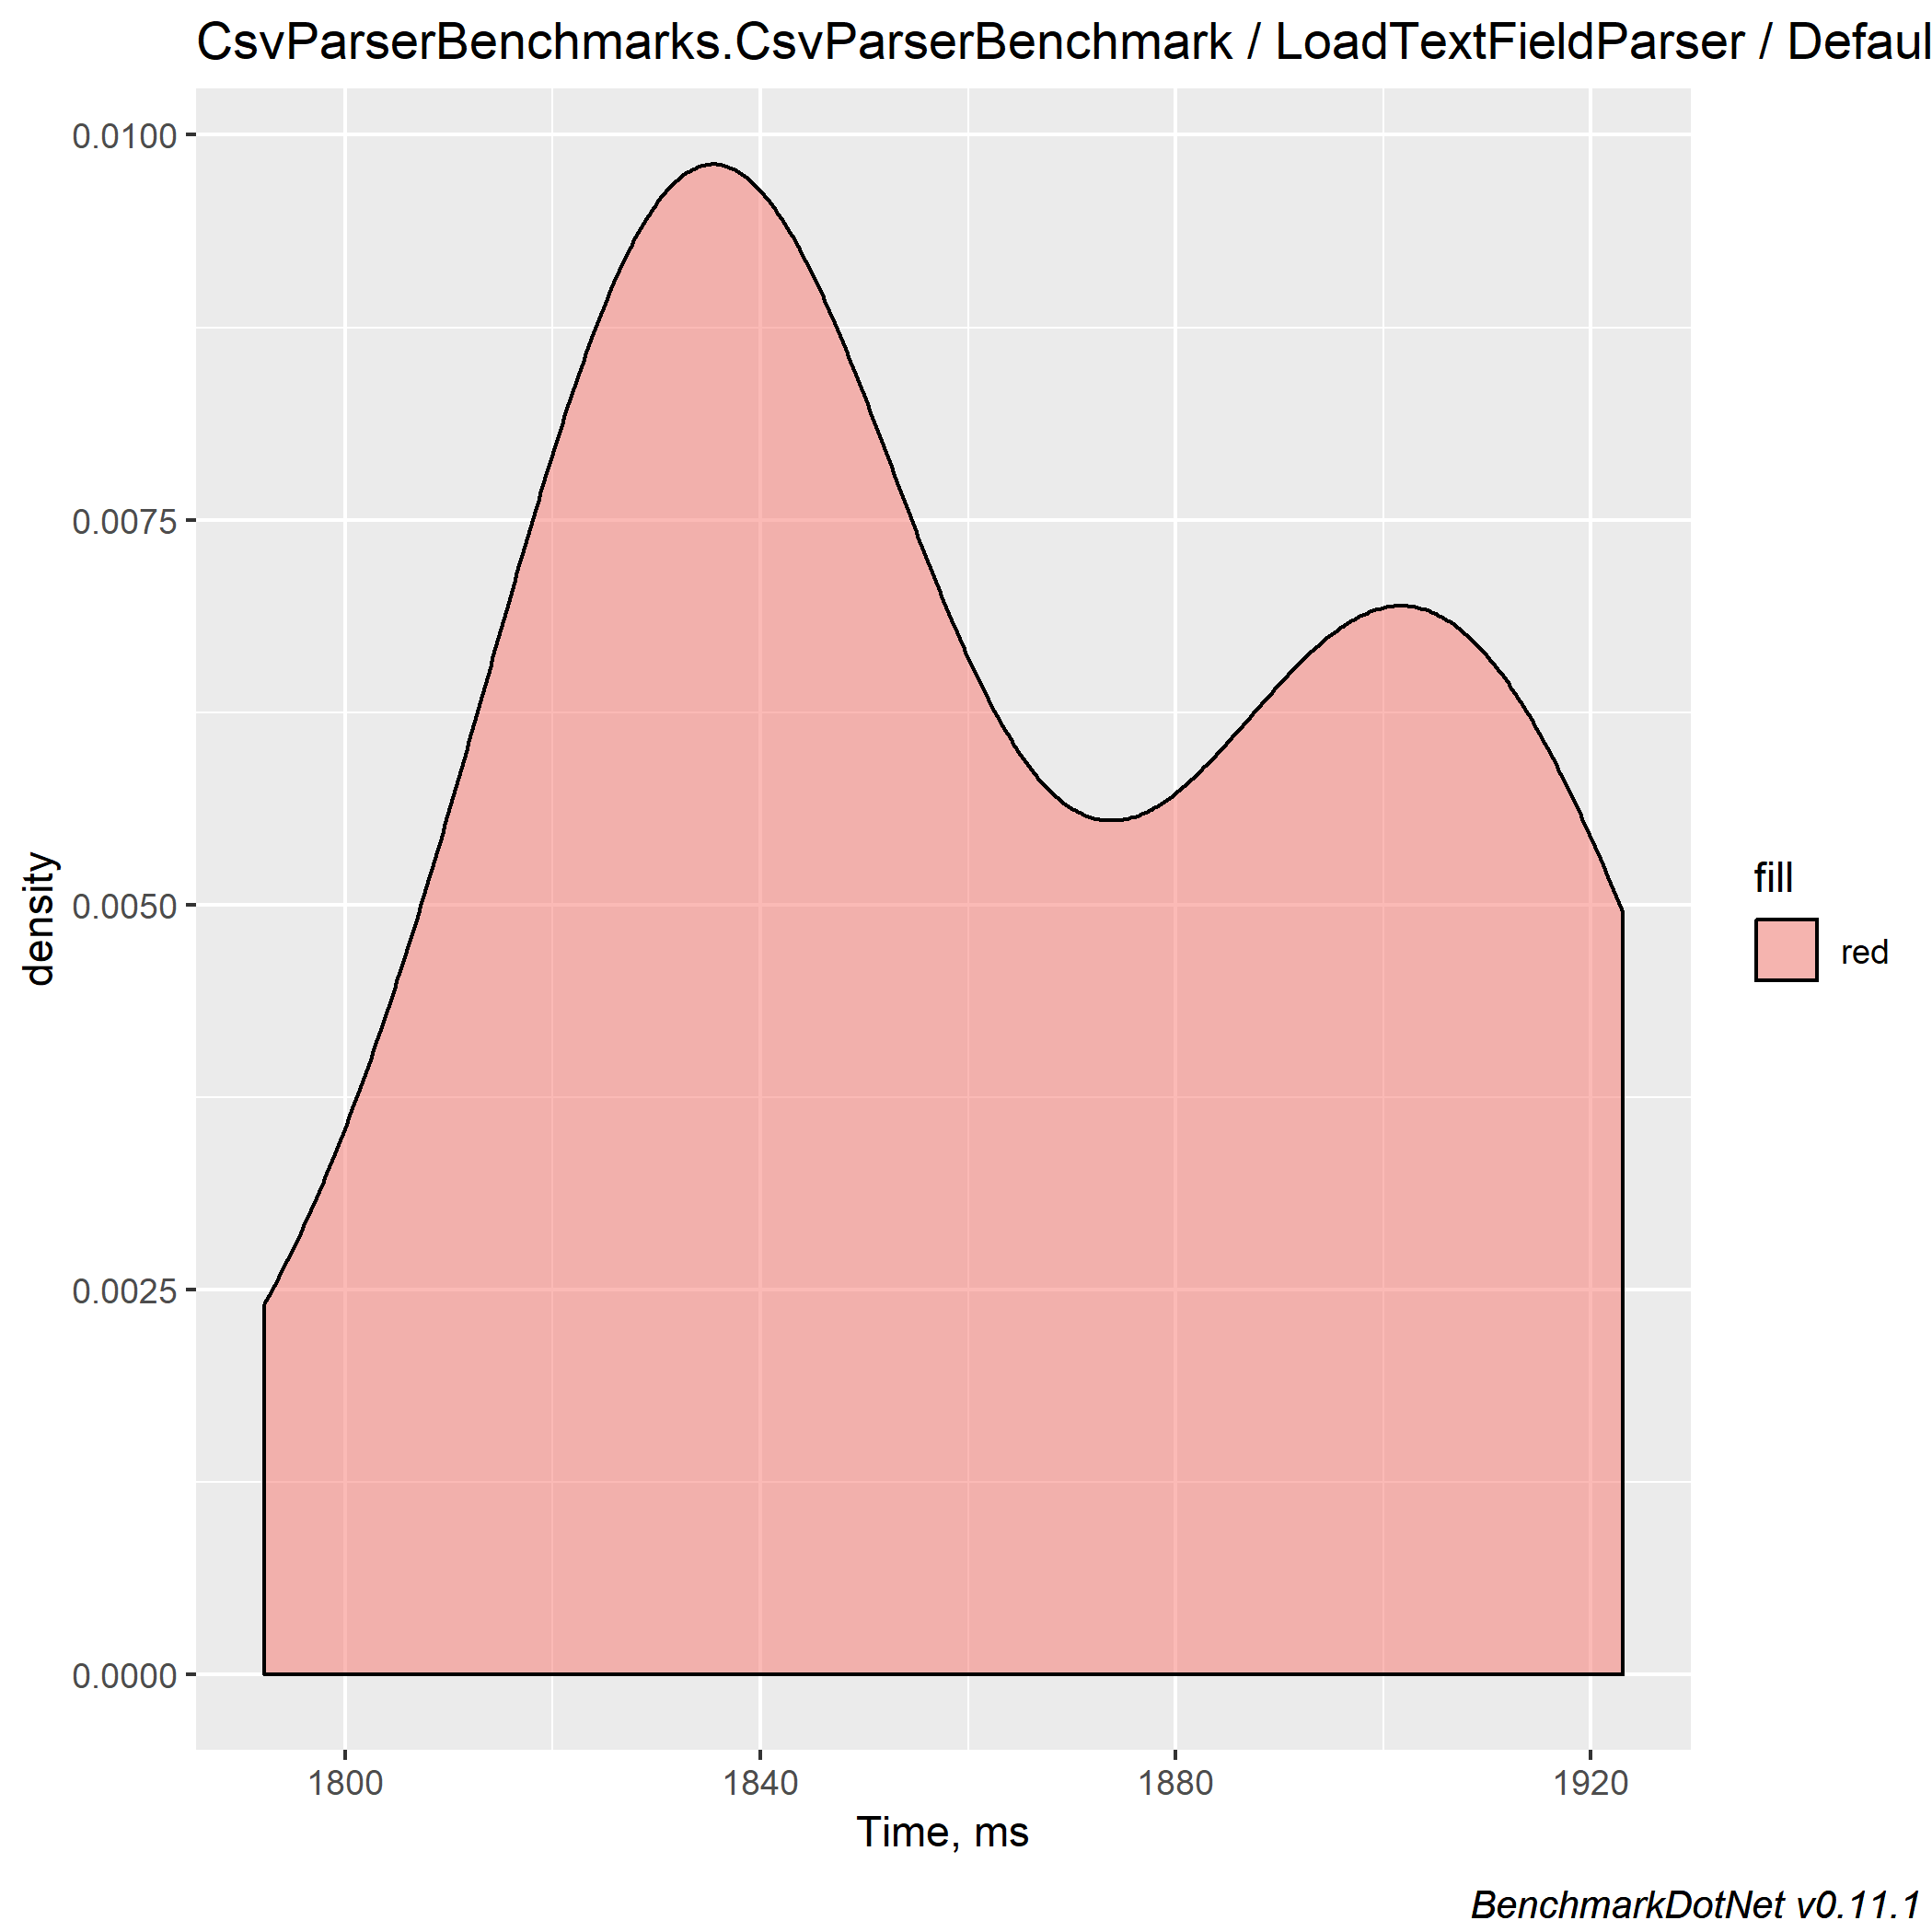 CsvParserBenchmarks.CsvParserBenchmark / LoadTextFieldParser / Defaul
0.0100
0.0075
0.0050
0.0025
0.0000
density
1800 1840 1880 1920
Time, ms
fill
red
BenchmarkDotNet v0.11.1